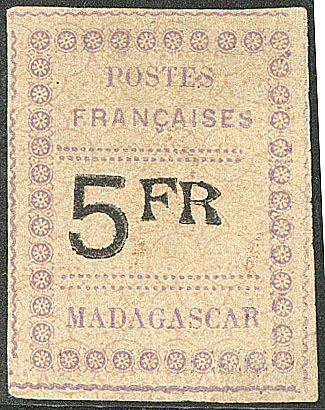 POSTES
FRANÇAISES
5 FR
MADAGASCAR